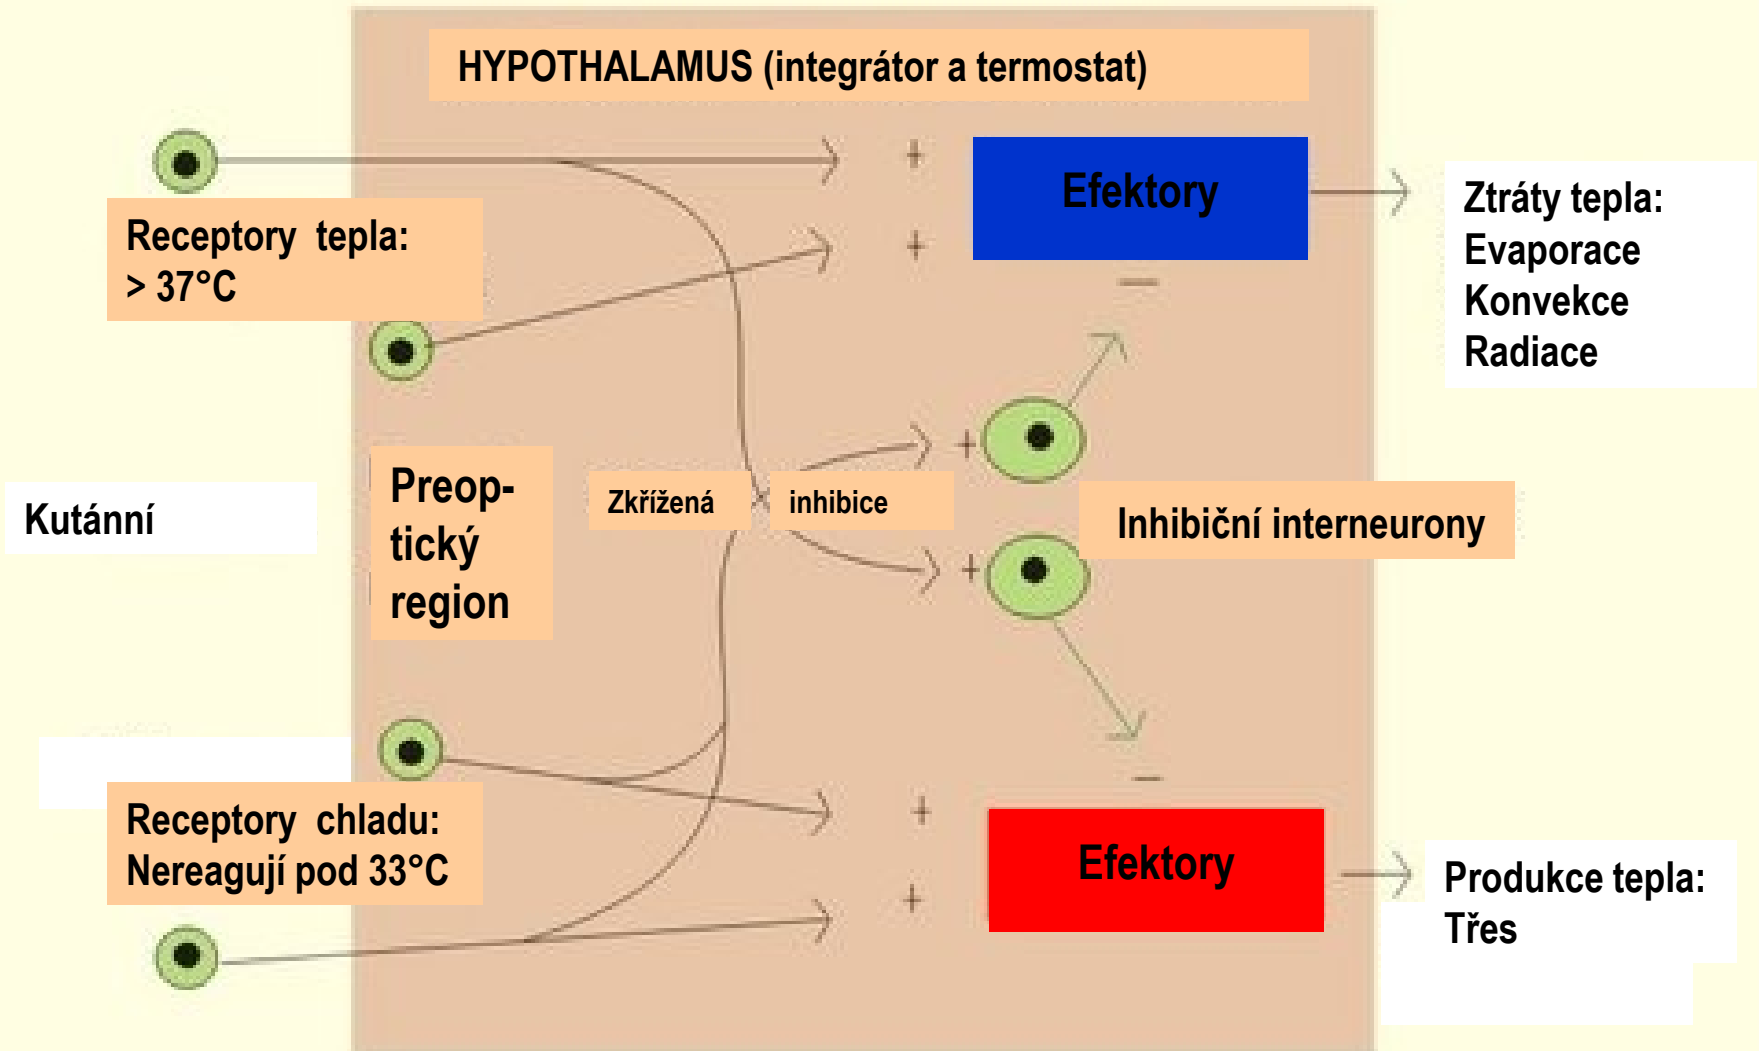 HYPOTHALAMUS (integrátor a termostat)
+
Efektory
Receptory tepla:
> 37°C
+
Ztráty tepla:
Evaporace
Konvekce
Radiace
—
Kutánní
Preop-
tický
region
Zkřížená
inhibice
+
Inhibiční interneurony
+
—
Receptory chladu:
Nereagují pod 33°C
+
Efektory
+
Produkce tepla:
Třes